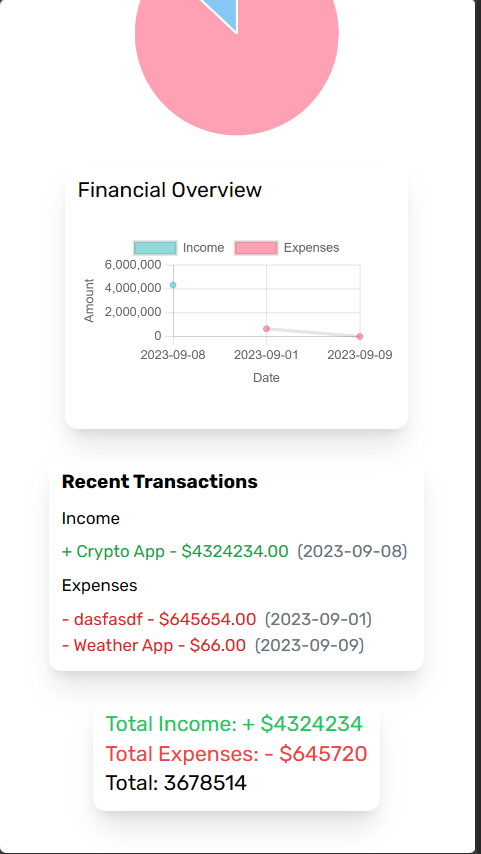 Financial Overview
Income Expenses
6,000,000
4,000,000
2,000,000
0
Amount
2023-09-08 2023-09-01 2023-09-09
Date
Recent Transactions
Income
+ Crypto App - $4324234.00 (2023-09-08)
Expenses
- dasfasdf - $645654.00 (2023-09-01)
- Weather App - $66.00 (2023-09-09)
Total Income: + $4324234
Total Expenses: - $645720
Total: 3678514